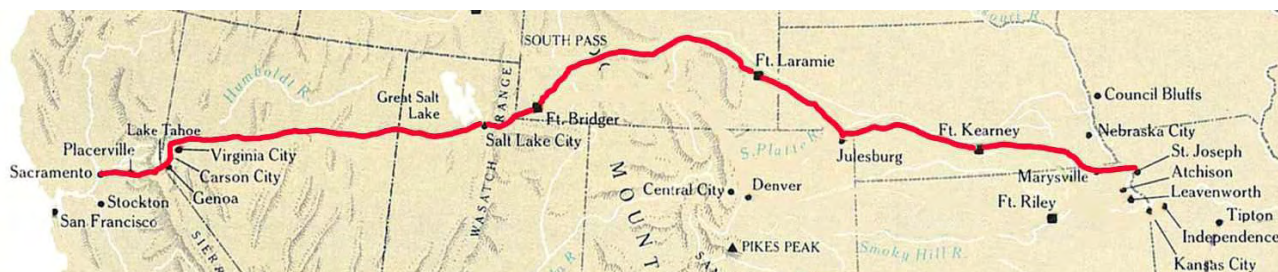 SOUTH PASS
Ft. Laramie
Humboldt R.
Great Salt
Lake
RANGE
Ft. Bridger
Council Bluffs
Lake Tahoe
Salt Lake City
Ft. Kearney
Nebraska City
Placerville
Virginia City
S. Platte R.
Julesburg
St. Joseph
Sacramento
Carson City
Marysville
Atchison
Genoa
WASATCH
MOUNT
Central City
Denver
Leavenworth
Stockton
Ft. Riley
San Francisco
Tipton
Independence
SIERR
PIKES PEAK
Smoky Hill R.
Kansas City